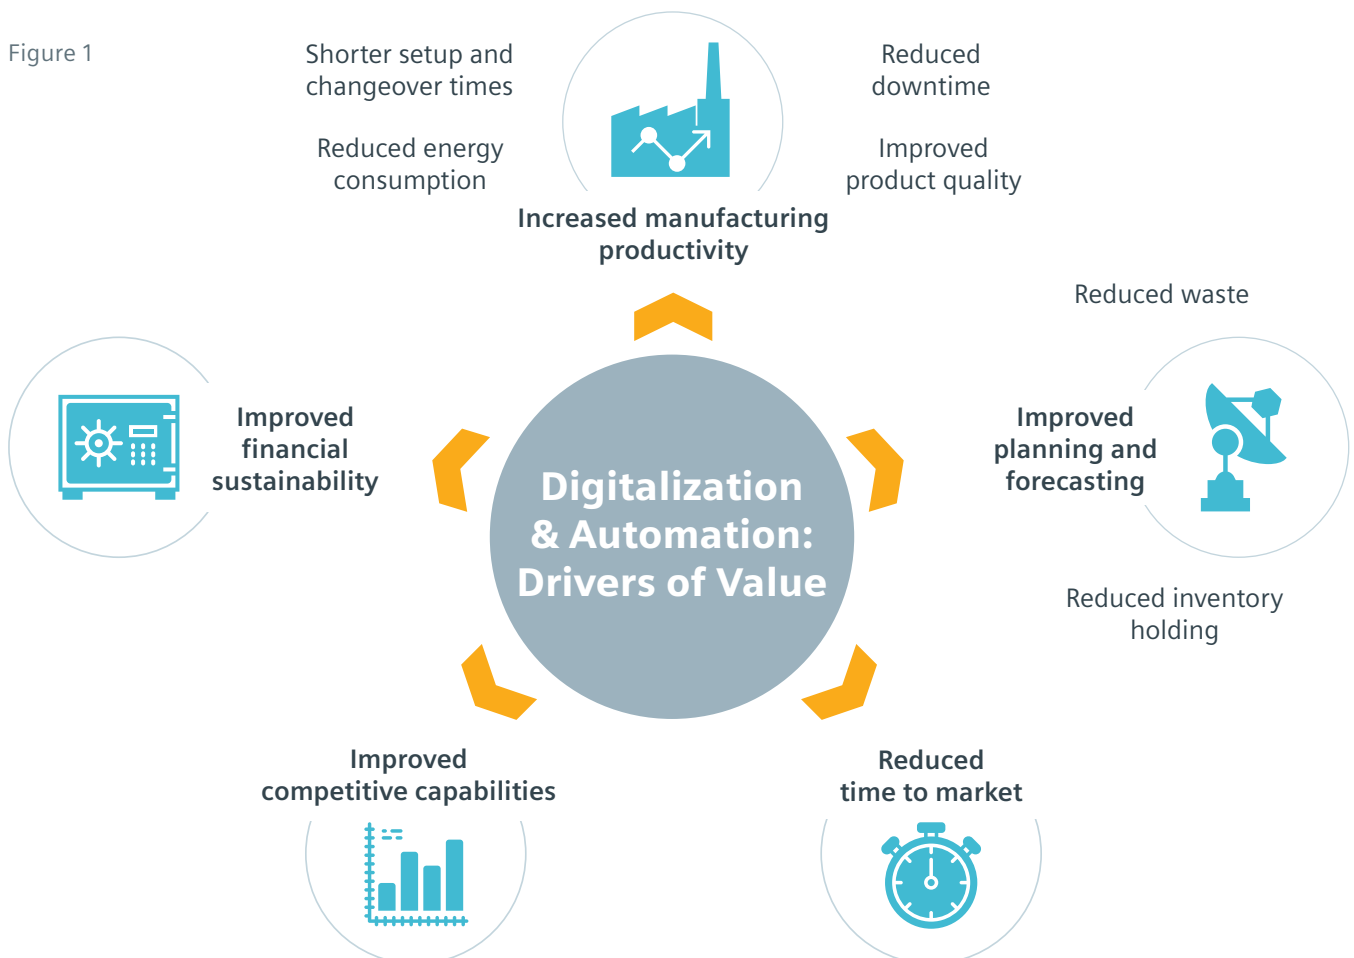 Figure 1
Shorter setup and
changeover times
Reduced energy
consumption
Reduced
downtime
Improved
product quality
Increased manufacturing
productivity
Reduced waste
Improved
planning and
forecasting
Reduced inventory
holding
Improved
financial
sustainability
Digitalization
& Automation:
Drivers of Value
Improved
competitive capabilities
Reduced
time to market